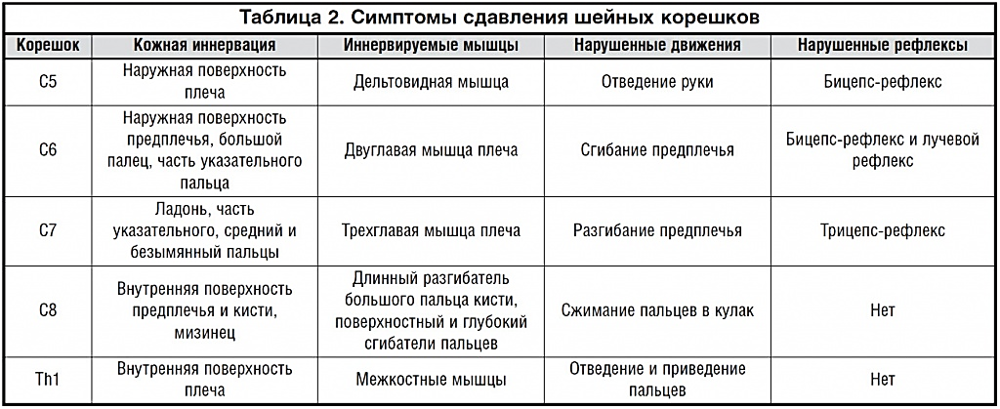 Таблица 2. Симптомы сдавления шейных корешков
Корешок Кожная иннервация Иннервируемые мышцы Нарушенные движения Нарушенные рефлексы
C5
Наружная поверхность
плеча
Дельтовидная мышца
Отведение руки
Бицепс-рефлекс
C6
Наружная поверхность
предплечья, большой
палец, часть указательного
пальца
Двуглавая мышца плеча
Сгибание предплечья
Бицепс-рефлекс и лучевой
рефлекс
C7
Ладонь, часть
указательного, средний и
безымянный пальцы
Трехглавая мышца плеча
Разгибание предплечья
Трицепс-рефлекс
C8
Внутренняя поверхность
предплечья и кисти,
мизинец
Длинный разгибатель
большого пальца кисти,
поверхностный и глубокий
сгибатели пальцев
Сжимание пальцев в кулак
Нет
Th1
Внутренняя поверхность
плеча
Межкостные мышцы
Отведение и приведение
пальцев
Нет